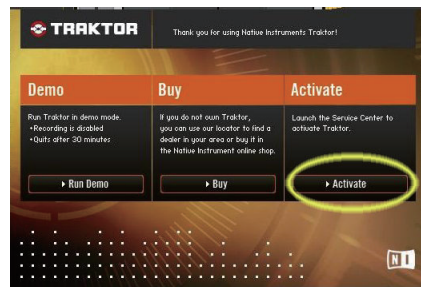 TRAKTOR
Thank you for using Native Instruments Traktor!
Demo
Run Traktor in demo mode.
•Recording is disabled
•Quits after 30 minutes
▸ Run Demo
Buy
If you do not own Traktor,
you can use our locator to find a
dealer in your area or buy it in
the Native Instrument online shop.
▸ Buy
Activate
Launch the Service Center to
activate Traktor.
▸ Activate
NI